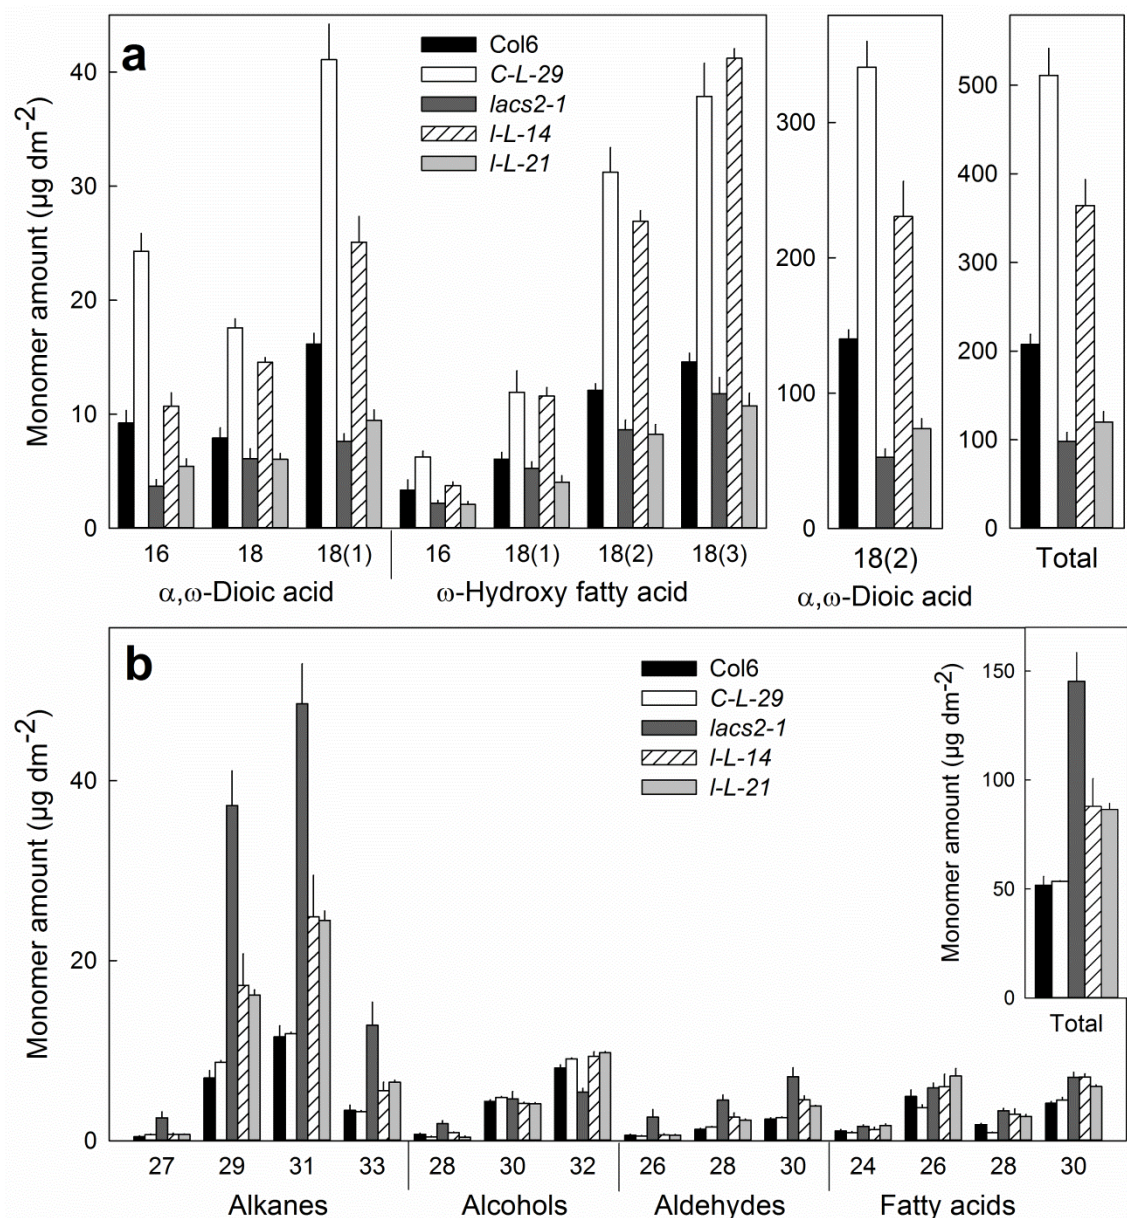 a
Monomer amount (µg dm⁻²)
40
30
20
10
0
Col6
C-L-29
lacs2-1
l-L-14
l-L-21
16 18 18(1) 16 18(1) 18(2) 18(3)
α,ω-Dioic acid ω-Hydroxy fatty acid
300
200
100
0
18(2)
α,ω-Dioic acid
500
400
300
200
100
0
Total
b
Monomer amount (µg dm⁻²)
40
20
0
Col6
C-L-29
lacs2-1
l-L-14
l-L-21
Monomer amount (µg dm⁻²)
150
100
50
0
Total
27 29 31 33 28 30 32 26 28 30 24 26 28 30
Alkanes Alcohols Aldehydes Fatty acids